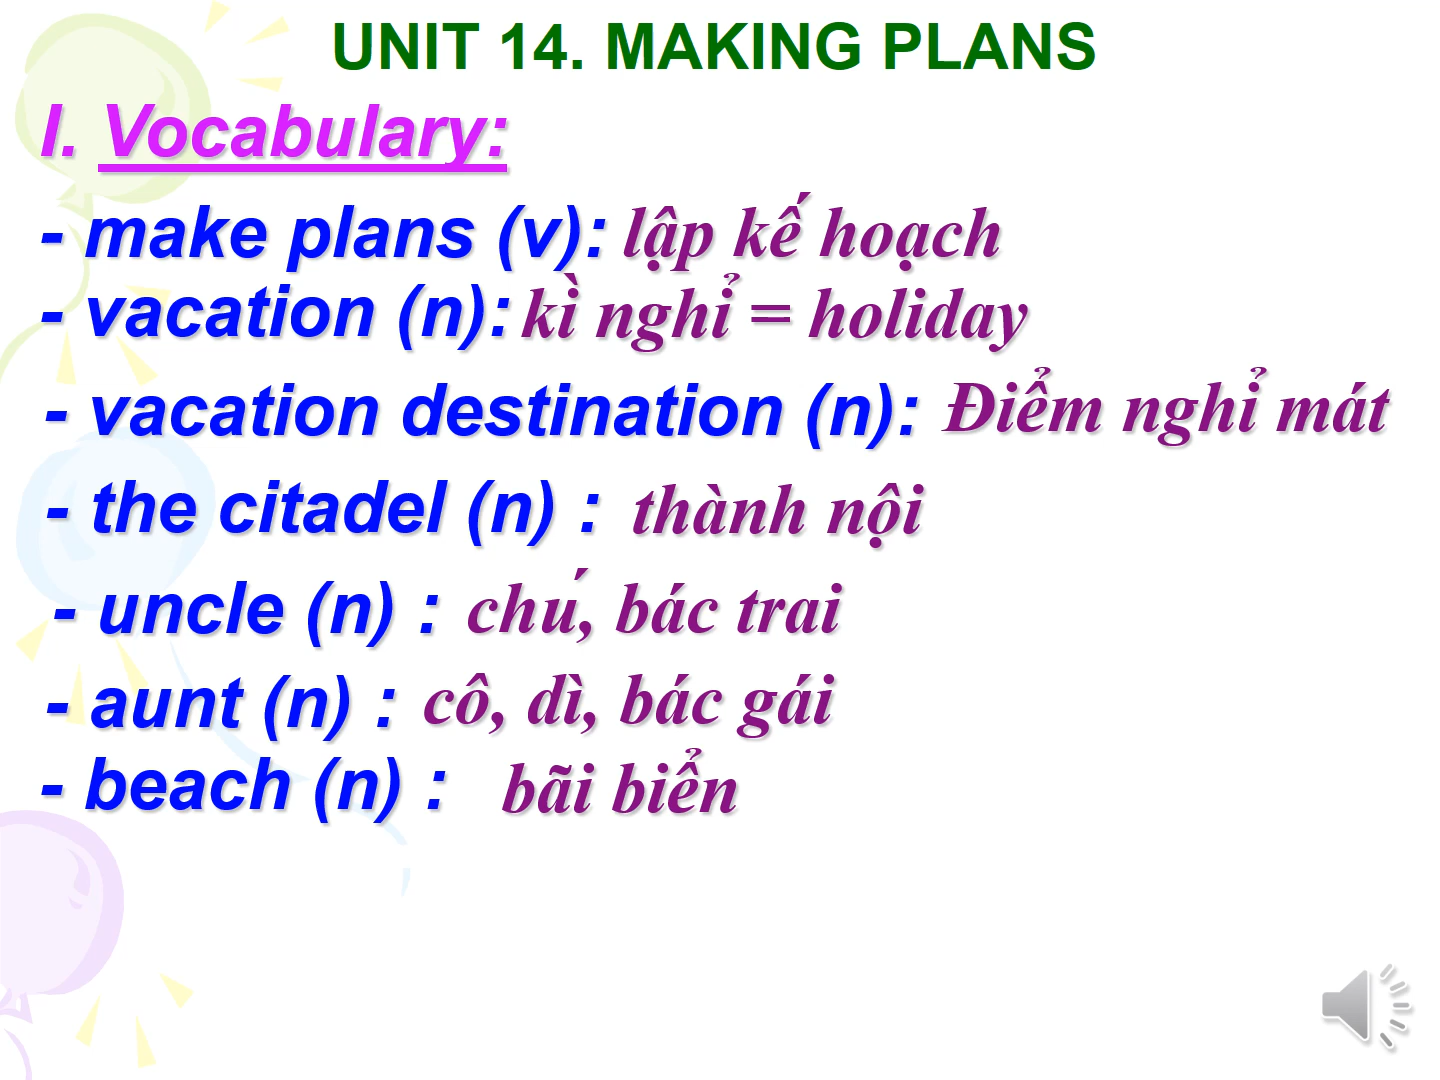 UNIT 14. MAKING PLANS
I. Vocabulary:
- make plans (v): lập kế hoạch
- vacation (n): kì nghỉ = holiday
- vacation destination (n): Điểm nghỉ mát
- the citadel (n) : thành nội
- uncle (n) : chú, bác trai
- aunt (n) : cô, dì, bác gái
- beach (n) : bãi biển